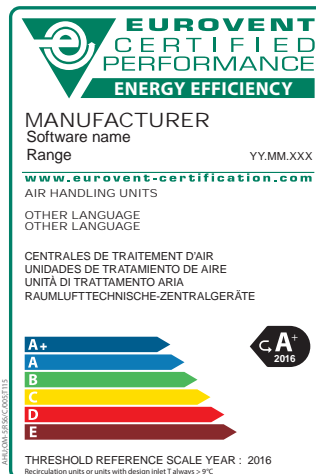 EUROVENT
CERTIFIED
PERFORMANCE
ENERGY EFFICIENCY
MANUFACTURER
Software name
Range YY.MM.XXX
www.eurovent-certification.com
AIR HANDLING UNITS
OTHER LANGUAGE
OTHER LANGUAGE
CENTRALES DE TRAITEMENT D'AIR
UNIDADES DE TRATAMIENTO DE AIRE
UNITÀ DI TRATTAMENTO ARIA
RAUMLUFTTECHNISCHE-ZENTRALGERÄTE
A+
A
B
C
D
E
A+
2016
THRESHOLD REFERENCE SCALE YEAR : 2016
Recirculation units or units with design inlet T always > 9°C